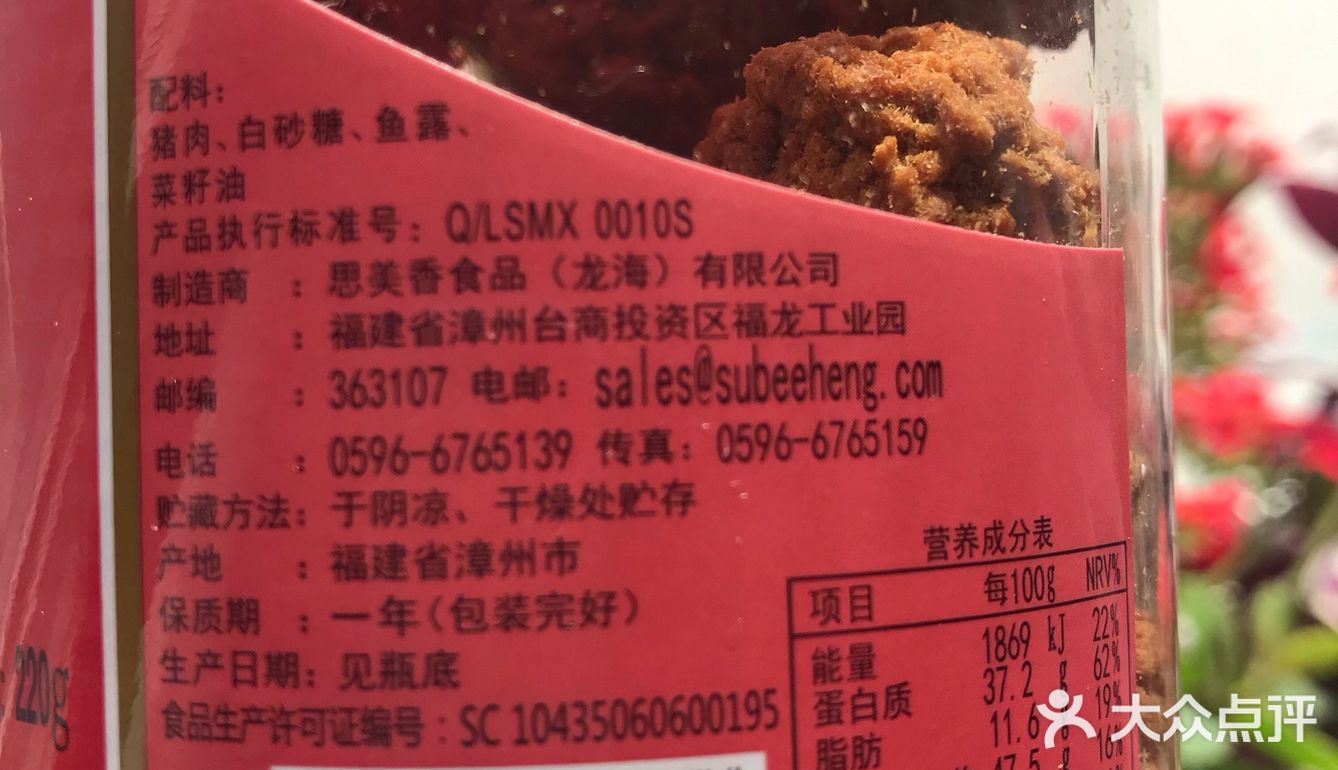 配料：
猪肉、白砂糖、鱼露、
菜籽油
产品执行标准号：Q/LSMX 0010S
制造商 ：思美香食品（龙海）有限公司
地址 ：福建省漳州台商投资区福龙工业园
邮编 ：363107 电邮：sales@subeeheng.com
电话 ：0596-6765139 传真：0596-6765159
贮藏方法：于阴凉、干燥处贮存
产地 ：福建省漳州市
保质期 ：一年（包装完好）
生产日期：见瓶底
食品生产许可证编号：SC 10435060600195
营养成分表
项目 每100g NRV%
能量 1869 kJ 22%
蛋白质 37.2 g 62%
脂肪 11.6 g 19%
47.5 g 16%
220g
大众点评